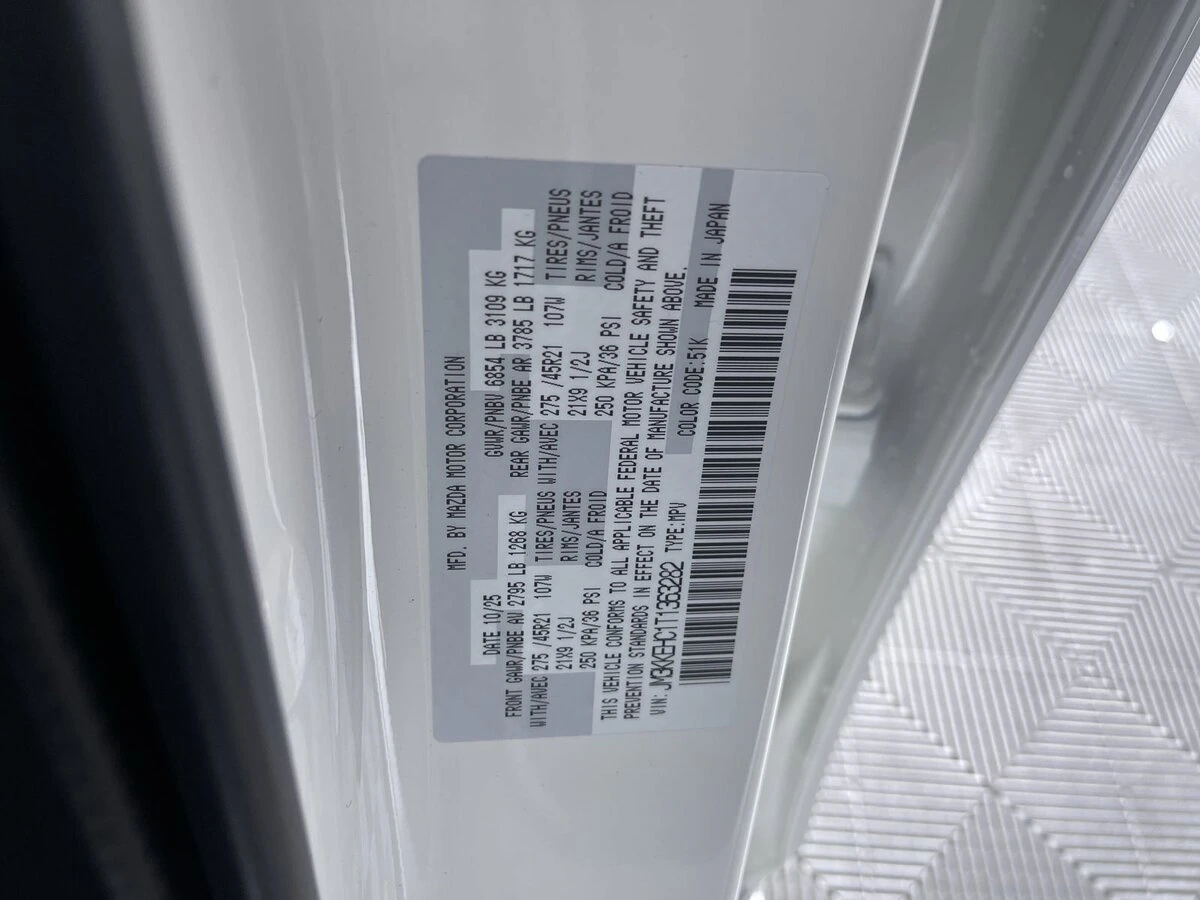 MFD. BY MAZDA MOTOR CORPORATION
DATE 10/25 GVWR/PNBV 6854 LB 3109 KG
FRONT GAWR/PNBE AV 2795 LB 1268 KG REAR GAWR/PNBE AR 3785 LB 1717 KG
WITH/AVEC 275 /45R21 107W TIRES/PNEUS WITH/AVEC 275 /45R21 107W TIRES/PNEUS
21X9 1/2J RIMS/JANTES 21X9 1/2J RIMS/JANTES
250 KPA/36 PSI COLD/A FROID 250 KPA/36 PSI COLD/A FROID
THIS VEHICLE CONFORMS TO ALL APPLICABLE FEDERAL MOTOR VEHICLE SAFETY AND THEFT
PREVENTION STANDARDS IN EFFECT ON THE DATE OF MANUFACTURE SHOWN ABOVE.
VIN: JM3KKEHC1T1363282 TYPE:MPV COLOR CODE:51K MADE IN JAPAN